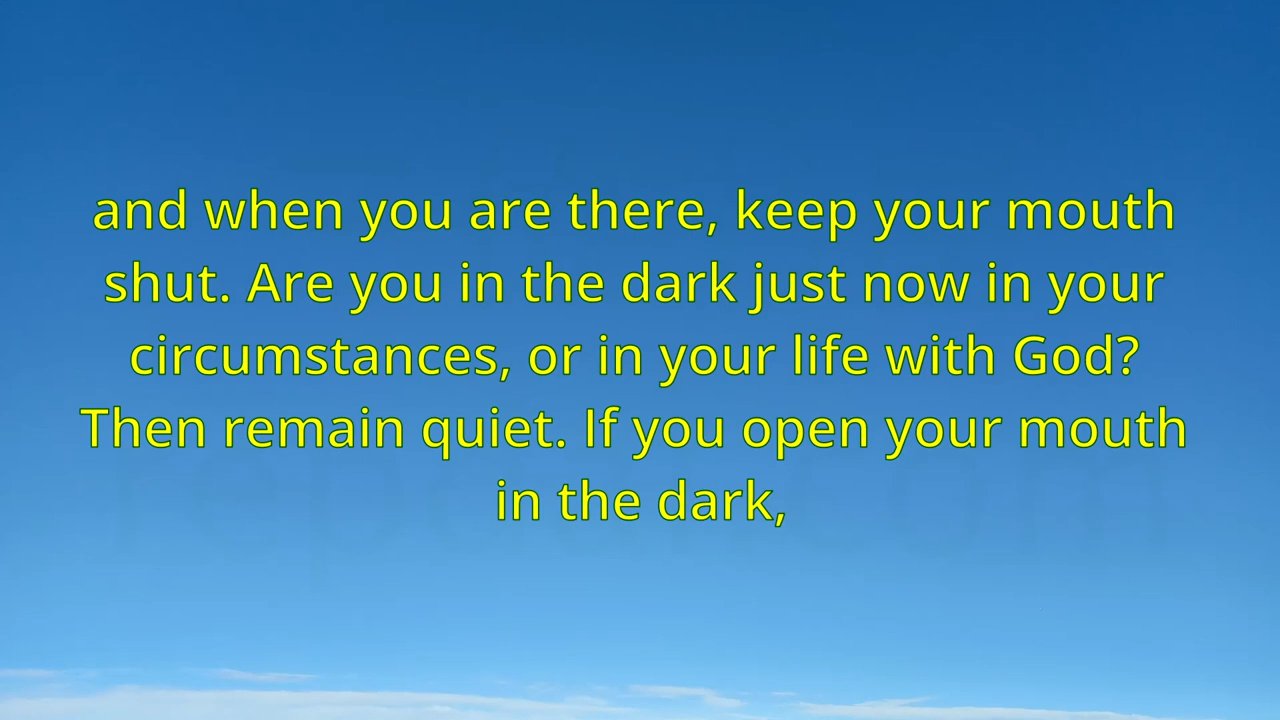 and when you are there, keep your mouth
shut. Are you in the dark just now in your
circumstances, or in your life with God?
Then remain quiet. If you open your mouth
in the dark,